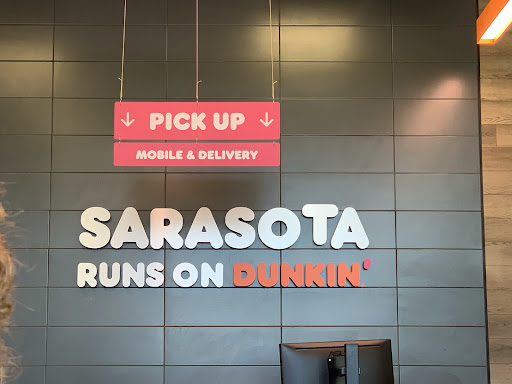 ↓ PICK UP ↓
MOBILE & DELIVERY
SARASOTA
RUNS ON DUNKIN'